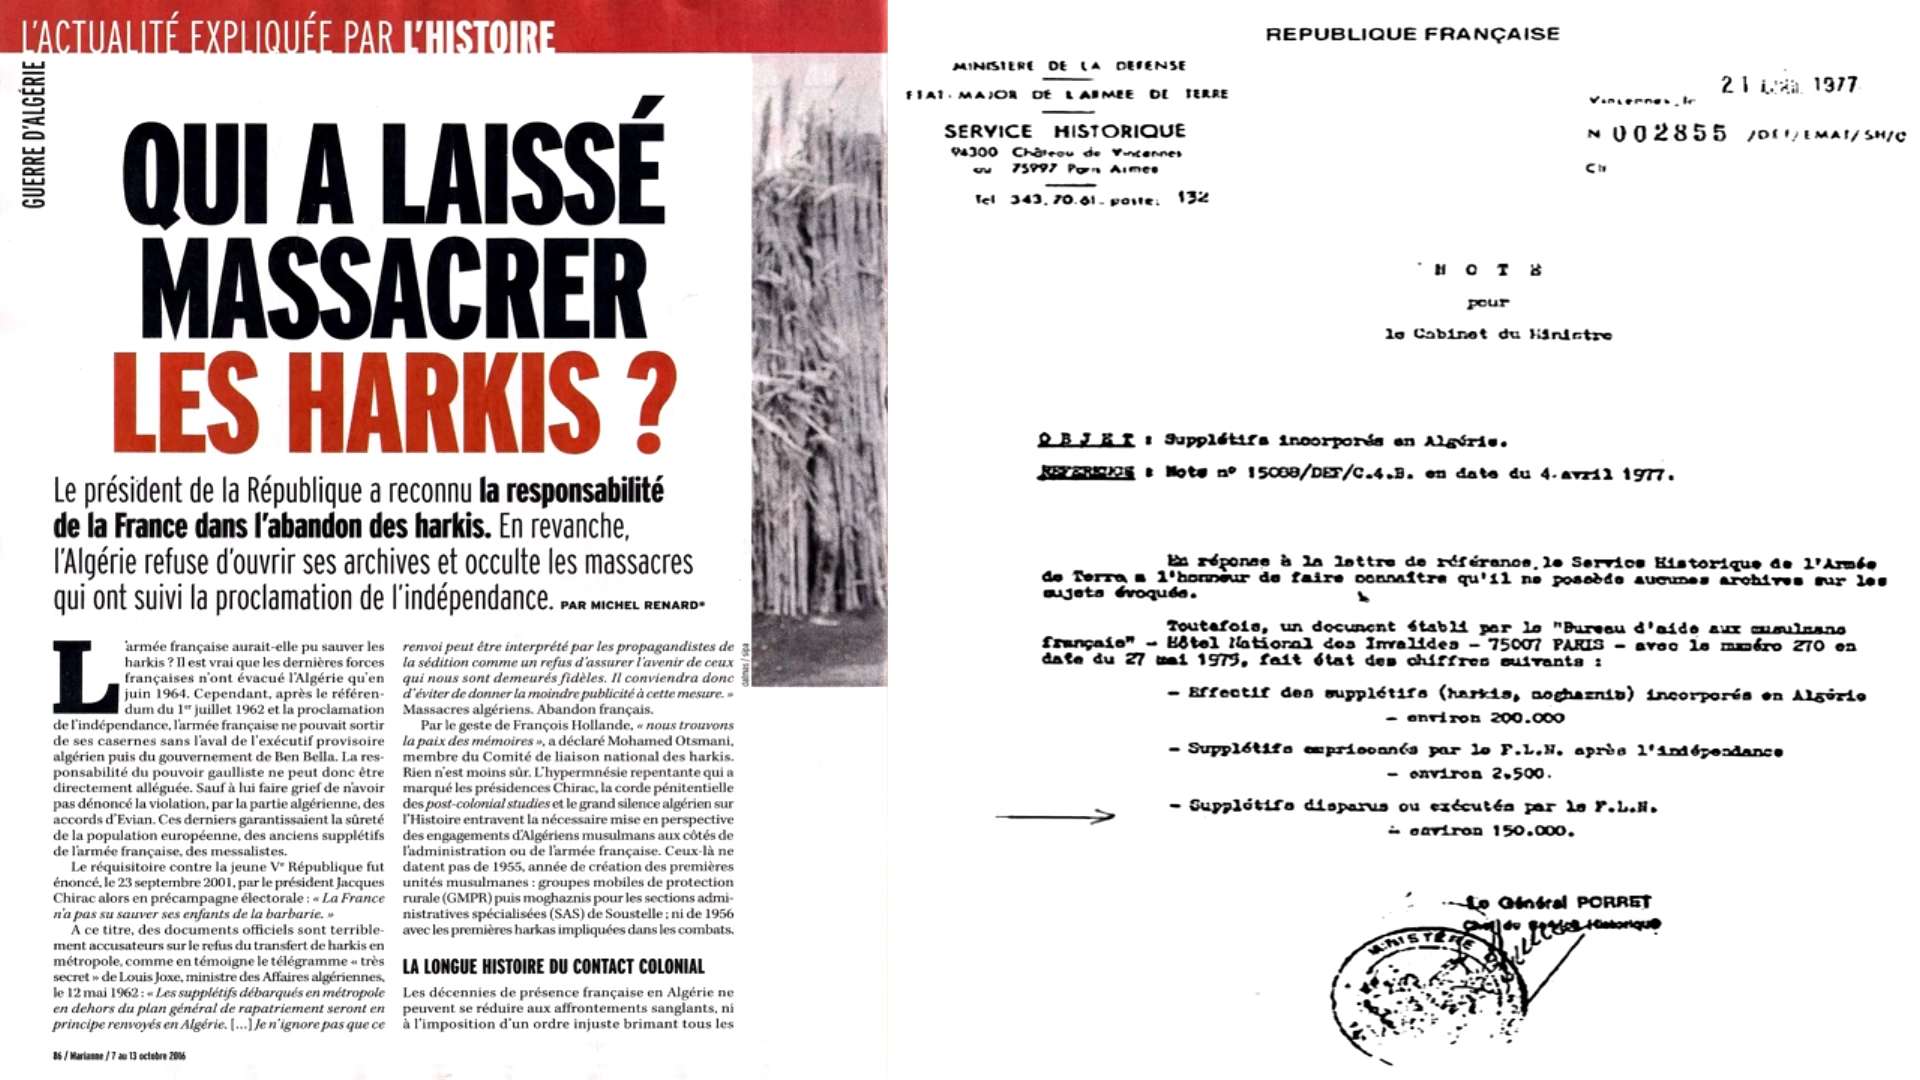 L'ACTUALITÉ EXPLIQUÉE PAR L'HISTOIRE
GUERRE D'ALGÉRIE
QUI A LAISSÉ
MASSACRER
LES HARKIS ?
Le président de la République a reconnu la responsabilité
de la France dans l'abandon des harkis. En revanche,
l'Algérie refuse d'ouvrir ses archives et occulte les massacres
qui ont suivi la proclamation de l'indépendance. PAR MICHEL RENARD*
L'armée française aurait-elle pu sauver les
harkis ? Il est vrai que les dernières forces
françaises n'ont évacué l'Algérie qu'en
juin 1964. Cependant, après le référen-
dum du 1er juillet 1962 et la proclamation
de l'indépendance, l'armée française ne pouvait sortir
de ses casernes sans l'aval de l'exécutif provisoire
algérien puis du gouvernement de Ben Bella. La res-
ponsabilité du pouvoir gaulliste ne peut donc être
directement alléguée. Sauf à lui faire grief de n'avoir
pas dénoncé la violation, par la partie algérienne, des
accords d'Evian. Ces derniers garantissaient la sûreté
de la population européenne, des anciens supplétifs
de l'armée française, des messalistes.
Le réquisitoire contre la jeune Ve République fut
énoncé, le 23 septembre 2001, par le président Jacques
Chirac alors en précampagne électorale : « La France
n'a pas su sauver ses enfants de la barbarie. »
A ce titre, des documents officiels sont terrible-
ment accusateurs sur le refus du transfert de harkis en
métropole, comme en témoigne le télégramme « très
secret » de Louis Joxe, ministre des Affaires algériennes,
le 12 mai 1962 : « Les supplétifs débarqués en métropole
en dehors du plan général de rapatriement seront en
principe renvoyés en Algérie. [...] Je n'ignore pas que ce
renvoi peut être interprété par les propagandistes de
la sédition comme un refus d'assurer l'avenir de ceux
qui nous sont demeurés fidèles. Il conviendra donc
d'éviter de donner la moindre publicité à cette mesure. »
Massacres algériens. Abandon français.
Par le geste de François Hollande, « nous trouvons
la paix des mémoires », a déclaré Mohamed Otsmani,
membre du Comité de liaison national des harkis.
Rien n'est moins sûr. L'hypermnésie repentante qui a
marqué les présidences Chirac, la corde pénitentielle
des post-colonial studies et le grand silence algérien sur
l'Histoire entravent la nécessaire mise en perspective
des engagements d'Algériens musulmans aux côtés de
l'administration ou de l'armée française. Ceux-là ne
datent pas de 1955, année de création des premières
unités musulmanes : groupes mobiles de protection
rurale (GMPR) puis moghaznis pour les sections admi-
nistratives spécialisées (SAS) de Soustelle ; ni de 1956
avec les premières harkas impliquées dans les combats.
LA LONGUE HISTOIRE DU CONTACT COLONIAL
Les décennies de présence française en Algérie ne
peuvent se réduire aux affrontements sanglants, ni
à l'imposition d'un ordre injuste brimant tous les
dalmas / sipa
86 / Marianne / 7 au 13 octobre 2016
REPUBLIQUE FRANÇAISE
MINISTERE DE LA DEFENSE
ETAT-MAJOR DE L'ARMEE DE TERRE
SERVICE HISTORIQUE
94300 Château de Vincennes
ou 75997 Paris Armées
Tel 343.70.61 - poste: 132
Vincennes, le 21 1977
N 002855 /DEF/EMAT/SH/C
NOTE
pour
le Cabinet du Ministre
OBJET : Supplétifs incorporés en Algérie.
REFERENCE : Note n° 15088/DEF/C.4.B. en date du 4 avril 1977.
En réponse à la lettre de référence, le Service Historique de l'Armée
de Terre a l'honneur de faire connaître qu'il ne possède aucunes archives sur les
sujets évoqués.
Toutefois, un document établi par le "Bureau d'aide aux musulmans
français" - Hôtel National des Invalides - 75007 PARIS - avec le numéro 270 en
date du 27 mai 1975, fait état des chiffres suivants :
- Effectif des supplétifs (harkis, moghaznis) incorporés en Algérie
- environ 200.000
- Supplétifs emprisonnés par le F.L.N. après l'indépendance
- environ 2.500.
- Supplétifs disparus ou exécutés par le F.L.N.
- environ 150.000.
Le Général PORRET
Chef du Service Historique
MINISTÈRE